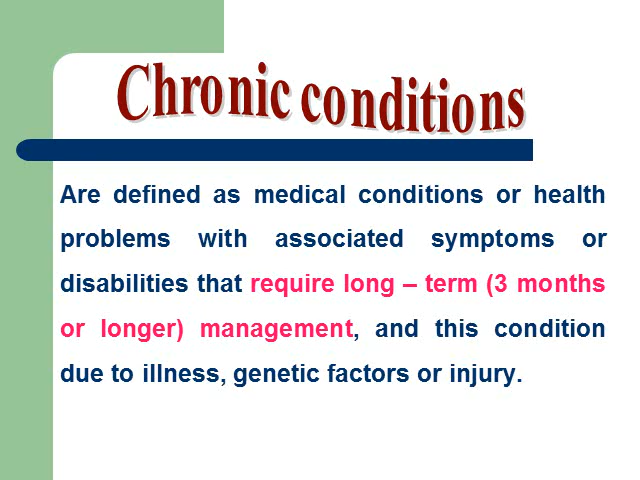 Chronic conditions
Are defined as medical conditions or health
problems with associated symptoms or
disabilities that require long – term (3 months
or longer) management, and this condition
due to illness, genetic factors or injury.